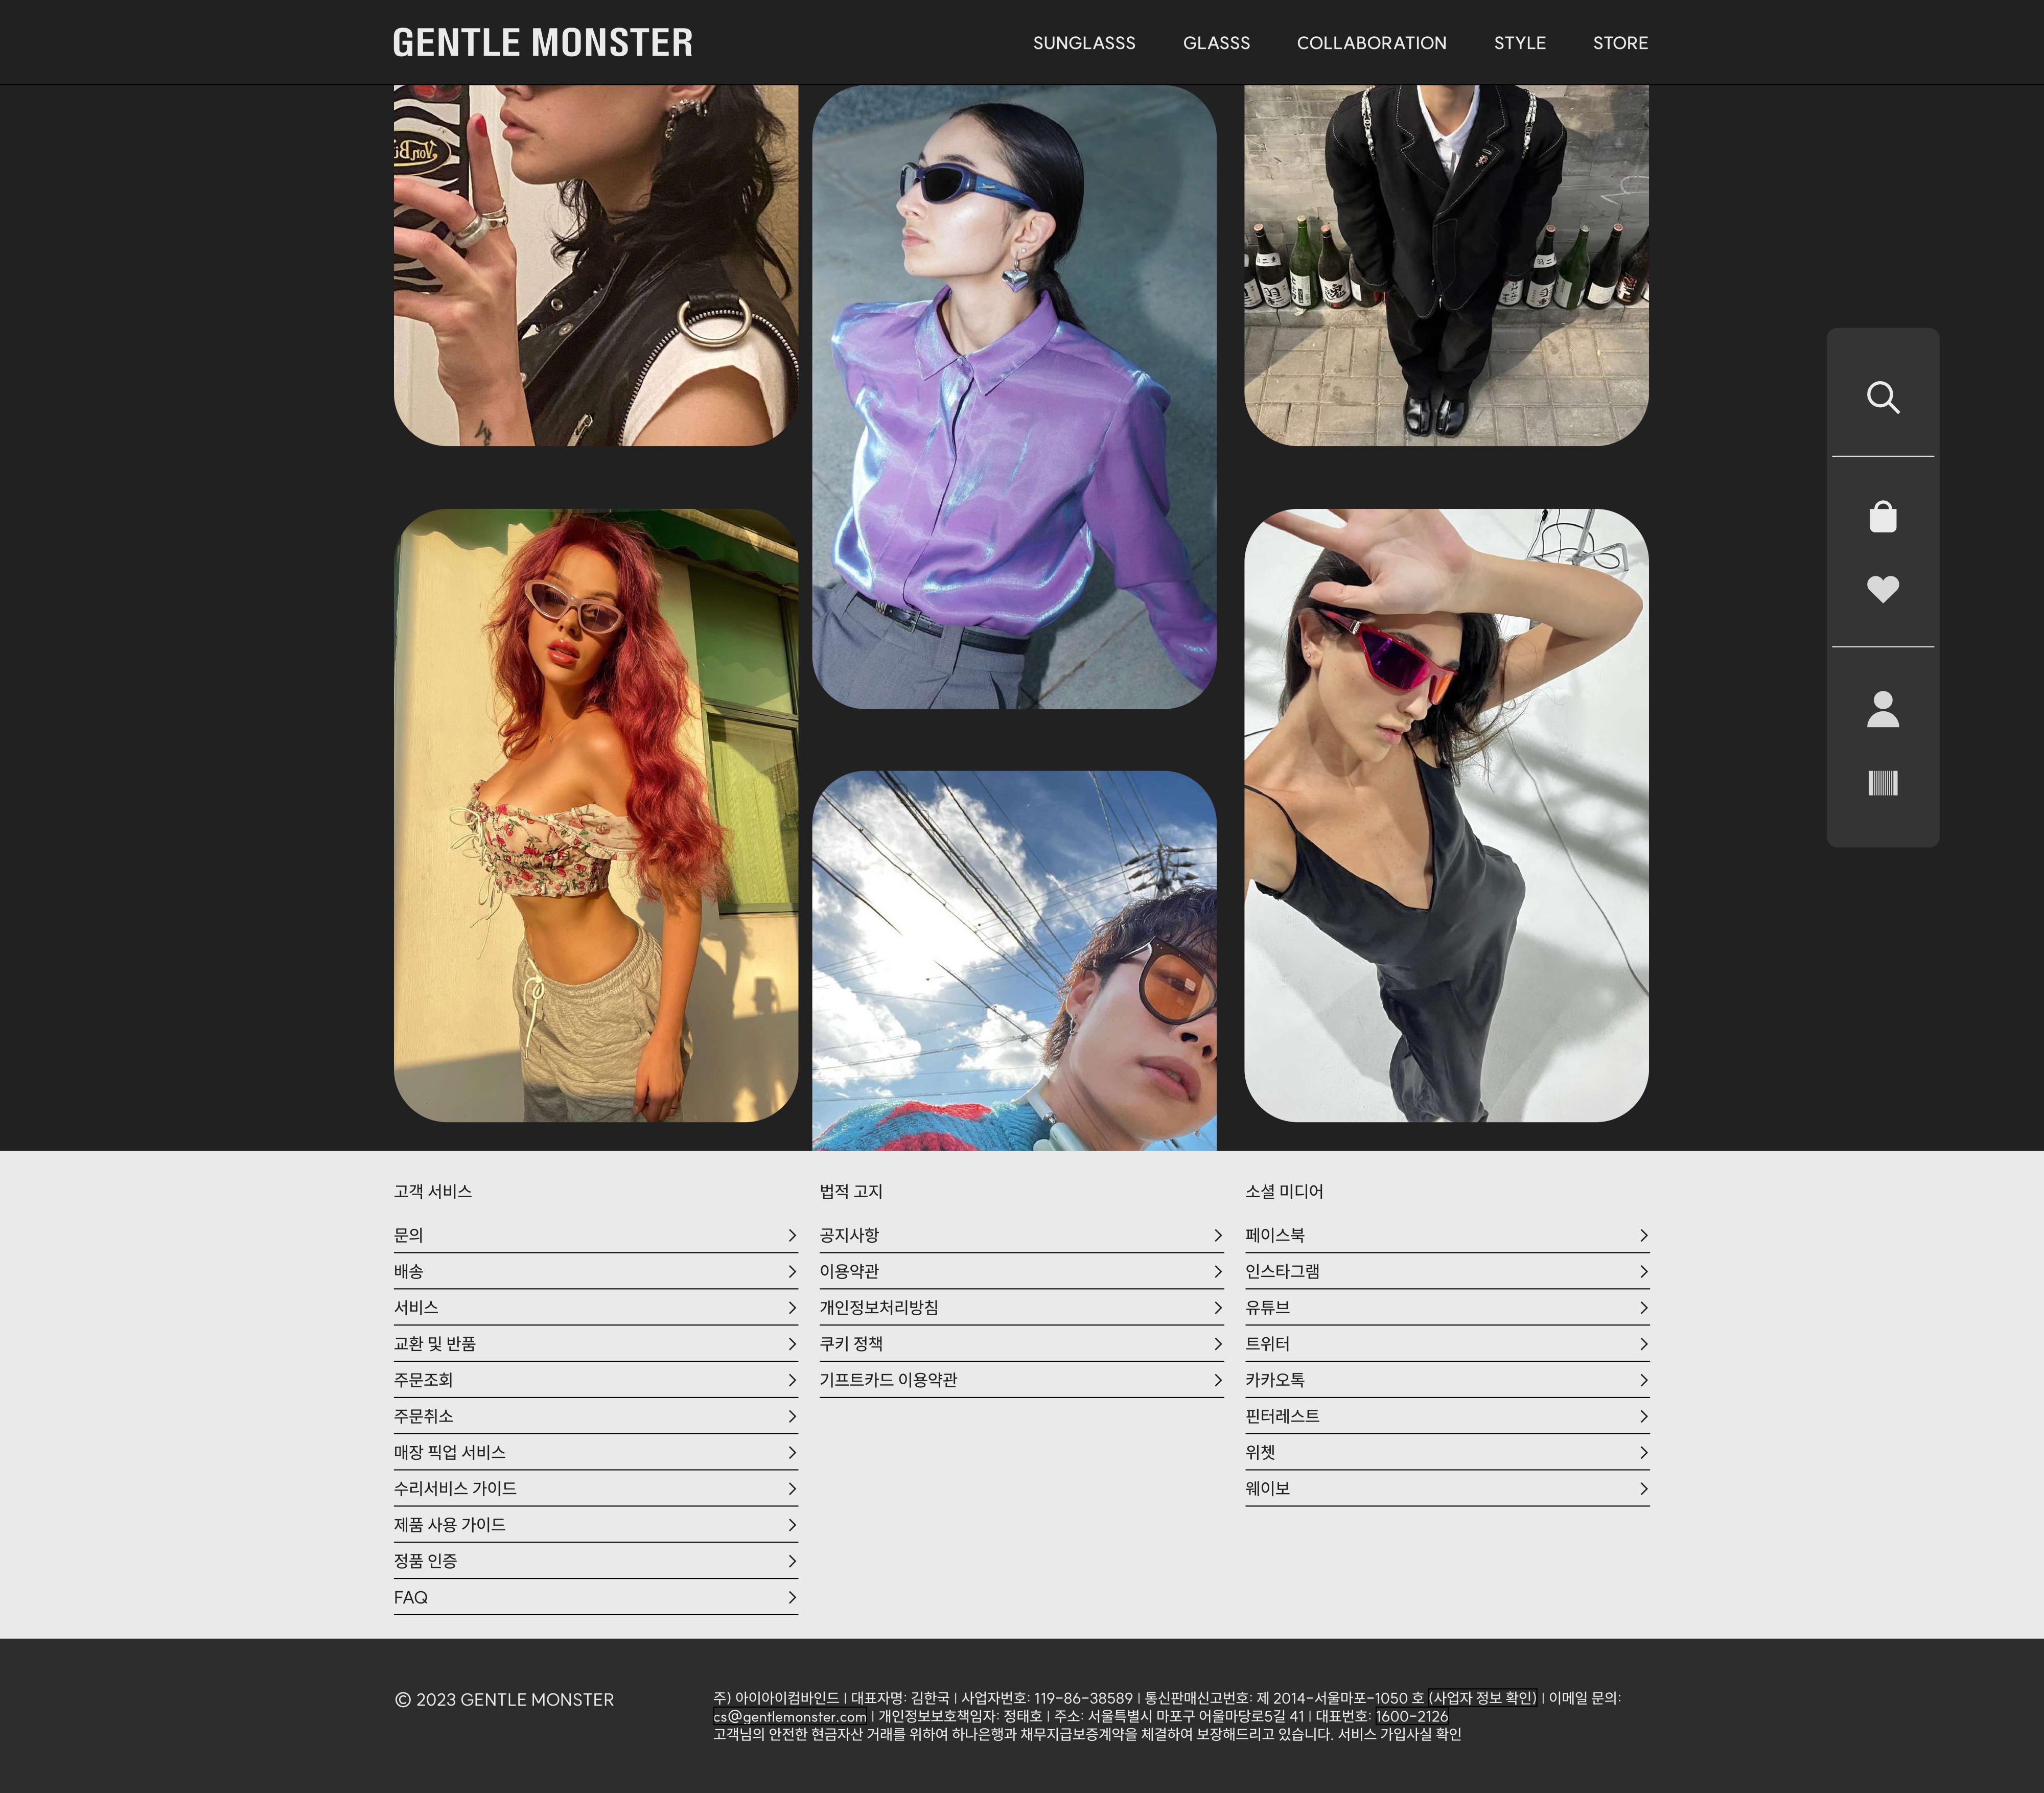 GENTLE MONSTER
SUNGLASSS GLASSS COLLABORATION STYLE STORE
고객 서비스
문의
배송
서비스
교환 및 반품
주문조회
주문취소
매장 픽업 서비스
수리서비스 가이드
제품 사용 가이드
정품 인증
FAQ
법적 고지
공지사항
이용약관
개인정보처리방침
쿠키 정책
기프트카드 이용약관
소셜 미디어
페이스북
인스타그램
유튜브
트위터
카카오톡
핀터레스트
위쳇
웨이보
© 2023 GENTLE MONSTER
주) 아이아이컴바인드 | 대표자명: 김한국 | 사업자번호: 119-86-38589 | 통신판매신고번호: 제 2014-서울마포-1050 호 (사업자 정보 확인) | 이메일 문의:
cs@gentlemonster.com | 개인정보보호책임자: 정태호 | 주소: 서울특별시 마포구 어울마당로5길 41 | 대표번호: 1600-2126
고객님의 안전한 현금자산 거래를 위하여 하나은행과 채무지급보증계약을 체결하여 보장해드리고 있습니다. 서비스 가입사실 확인